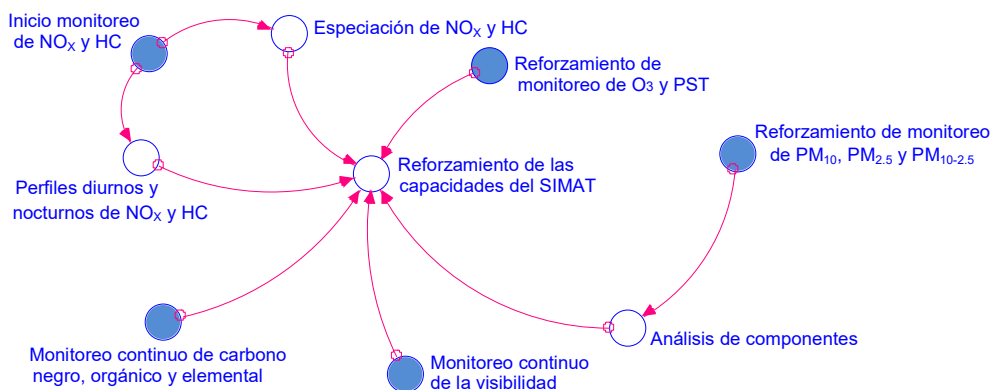 Inicio monitoreo
de NOX y HC
Especiación de NOX y HC
Reforzamiento de
monitoreo de O3 y PST
Reforzamiento de monitoreo
de PM10, PM2.5 y PM10-2.5
Reforzamiento de las
capacidades del SIMAT
Perfiles diurnos y
nocturnos de NOX y HC
Análisis de componentes
Monitoreo continuo de carbono
negro, orgánico y elemental
Monitoreo continuo
de la visibilidad